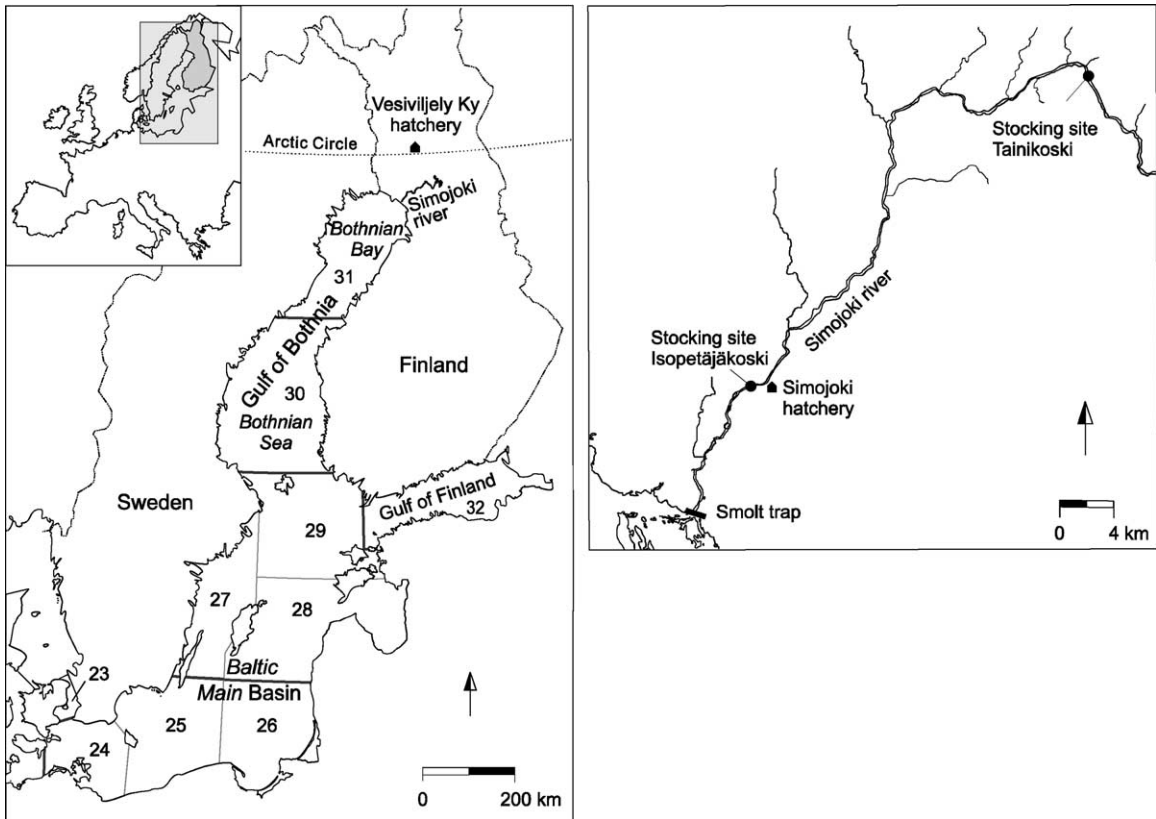 Vesiviljely Ky
hatchery
Arctic Circle
Simojoki
river
Bothnian
Bay
31
Gulf of Bothnia
30
Bothnian
Sea
Finland
Sweden
Gulf of Finland
32
29
27
28
23
Baltic
Main Basin
25
26
24
0
200 km
Stocking site
Tainikoski
Simojoki river
Stocking site
Isopetäjäkoski
Simojoki
hatchery
Smolt trap
0
4 km